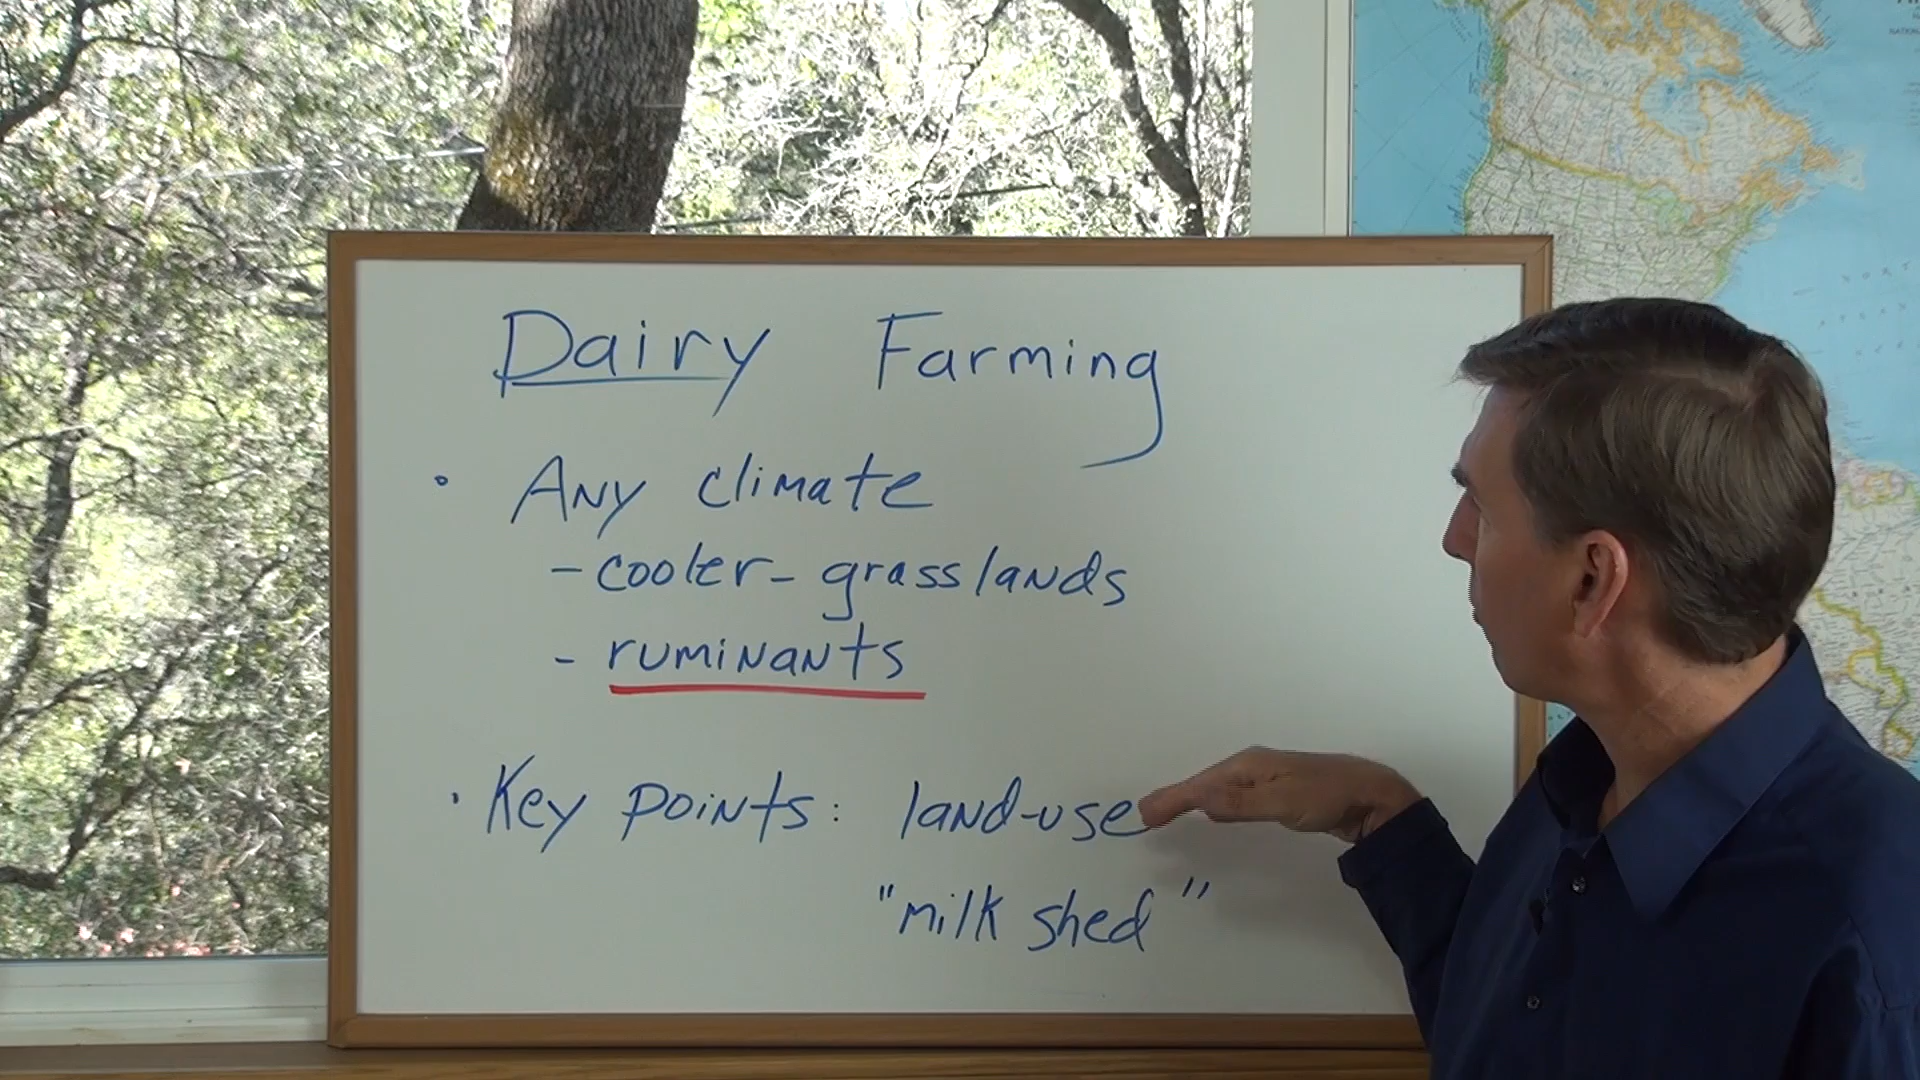 Dairy Farming
• Any climate
- cooler - grasslands
- ruminants
• Key points: land-use
"milk shed"